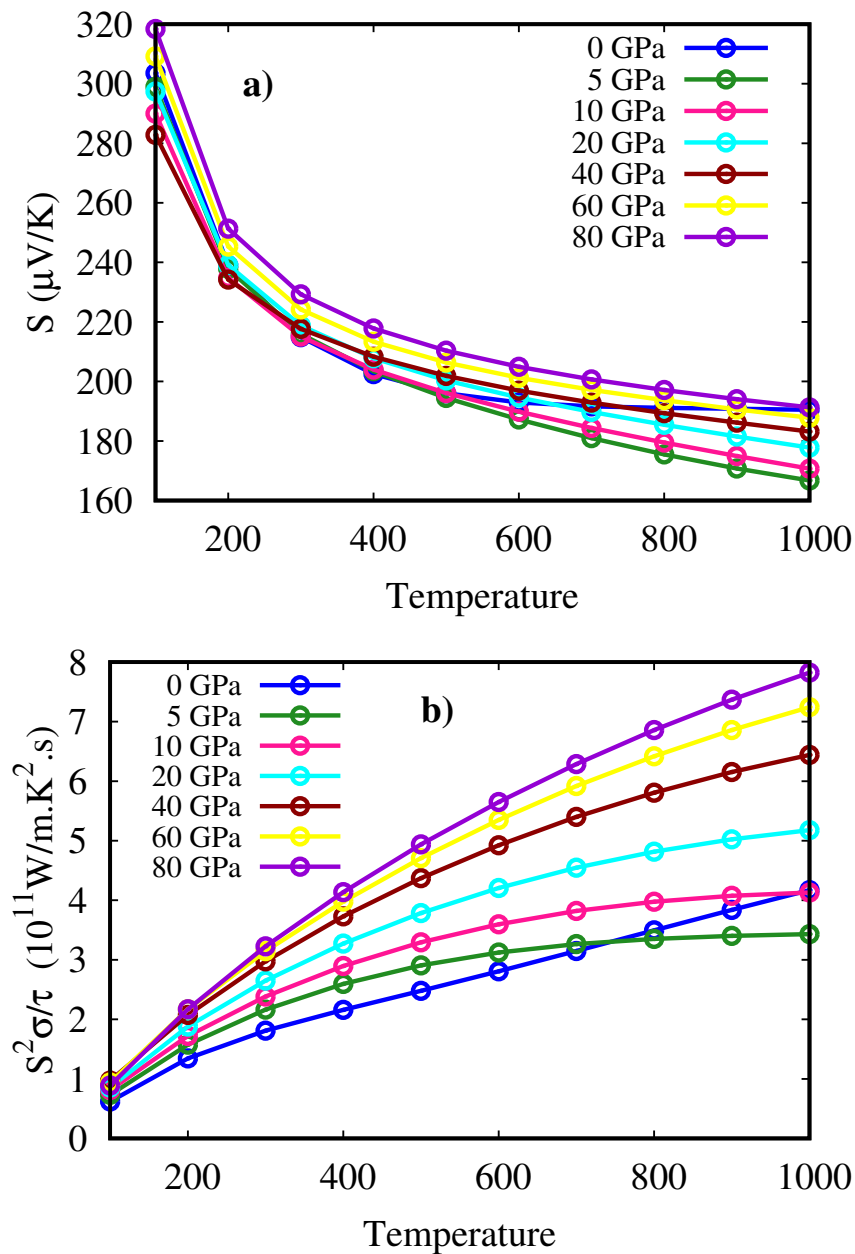 320
300
280
260
240
220
200
180
160
S (μV/K)
a)
0 GPa
5 GPa
10 GPa
20 GPa
40 GPa
60 GPa
80 GPa
200 400 600 800 1000
Temperature
8
7
6
5
4
3
2
1
0
S²σ/τ (10¹¹W/m.K².s)
0 GPa
5 GPa
10 GPa
20 GPa
40 GPa
60 GPa
80 GPa
b)
200 400 600 800 1000
Temperature